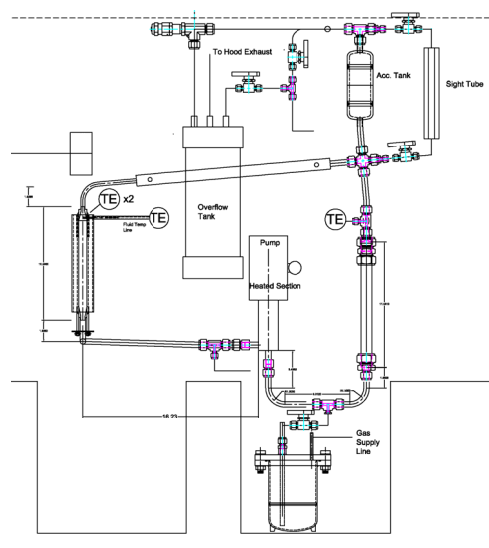 To Hood Exhaust
Acc. Tank
Sight Tube
TE x2
TE
Fluid Temp
Line
Overflow
Tank
TE
Pump
Heated Section
16.23
Gas
Supply
Line